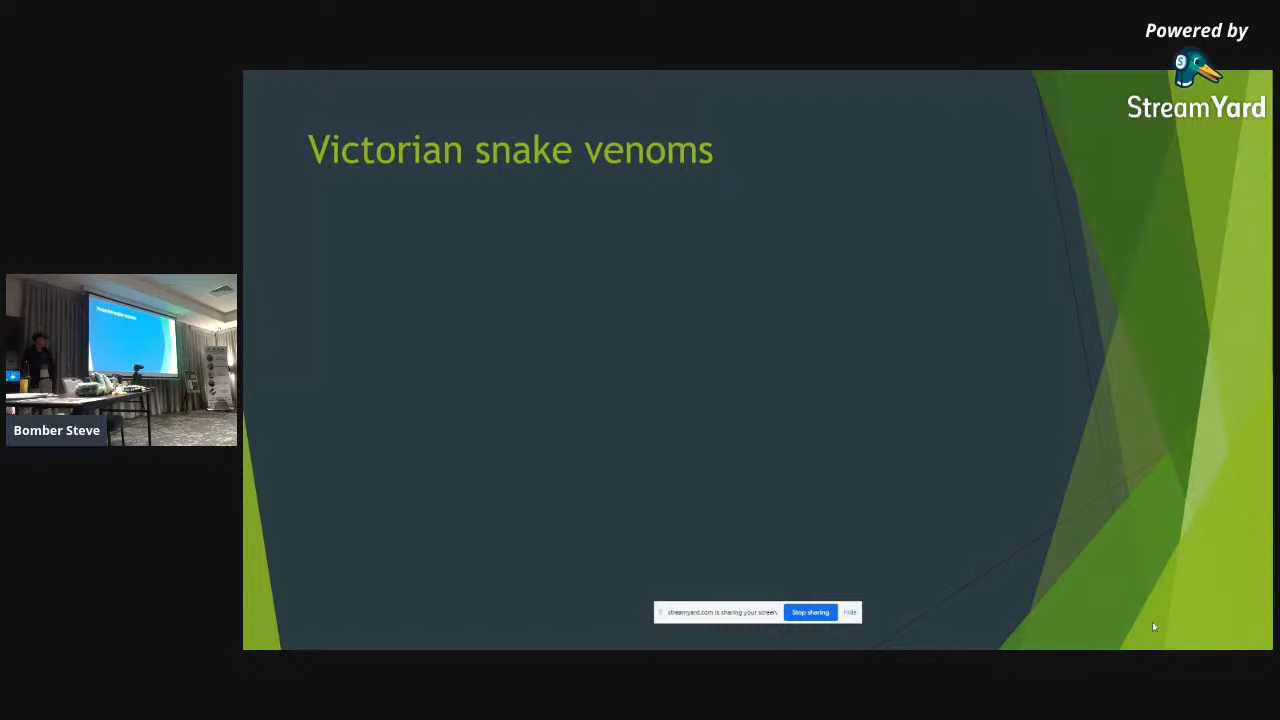 Powered by
StreamYard
Victorian snake venoms
Bomber Steve
streamyard.com is sharing your screen.
Stop sharing
Hide